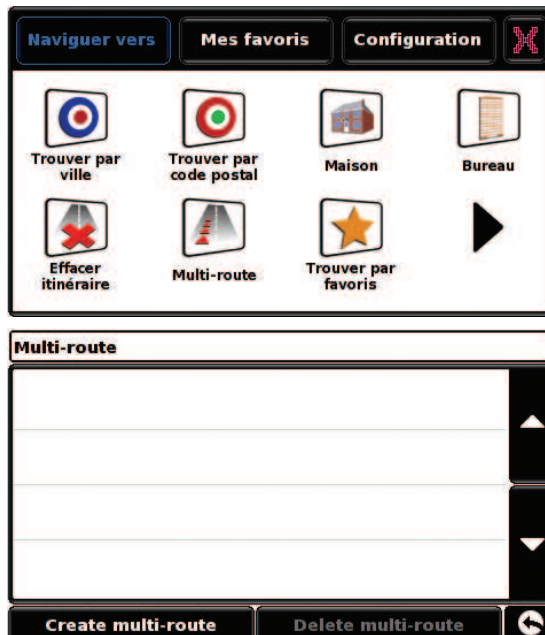 Naviguer vers
Mes favoris
Configuration
Trouver par
ville
Trouver par
code postal
Maison
Bureau
Effacer
itinéraire
Multi-route
Trouver par
favoris
Multi-route
Create multi-route
Delete multi-route